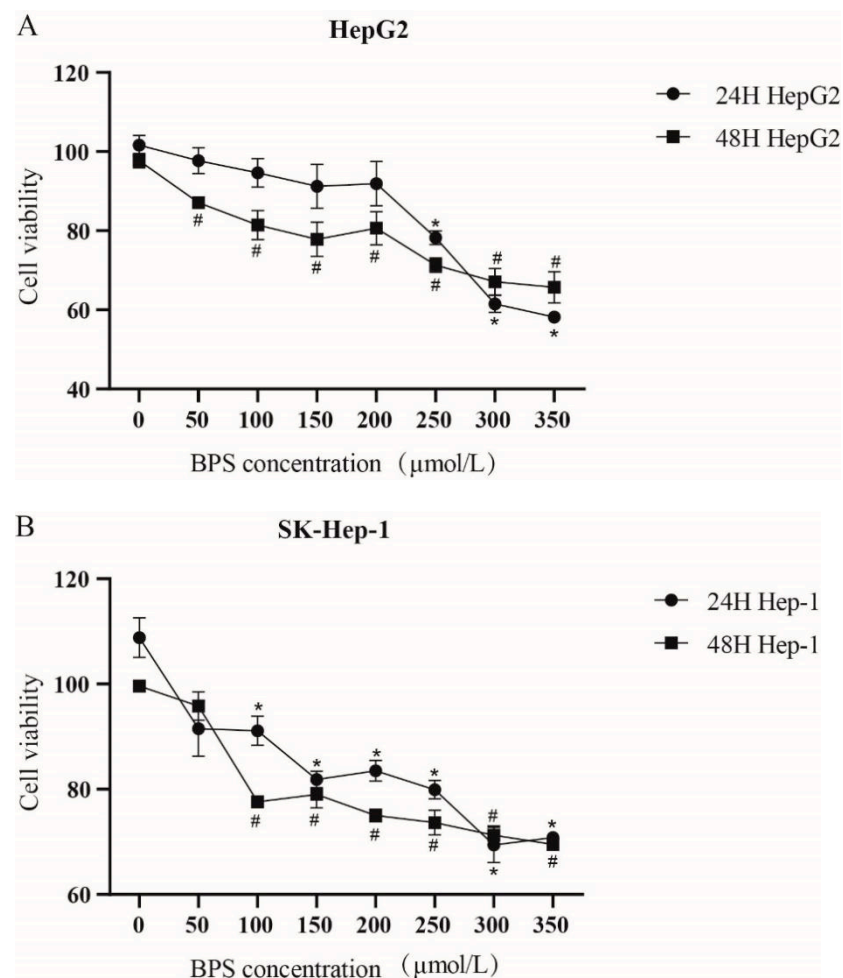 A
HepG2
120
100
80
60
40
Cell viability
24H HepG2
48H HepG2
*
#
#
#
#
#
#
#
*
*
0 50 100 150 200 250 300 350
BPS concentration（μmol/L）
B
SK-Hep-1
120
100
80
60
Cell viability
24H Hep-1
48H Hep-1
*
*
*
*
#
*
#
#
#
#
*
#
0 50 100 150 200 250 300 350
BPS concentration（μmol/L）